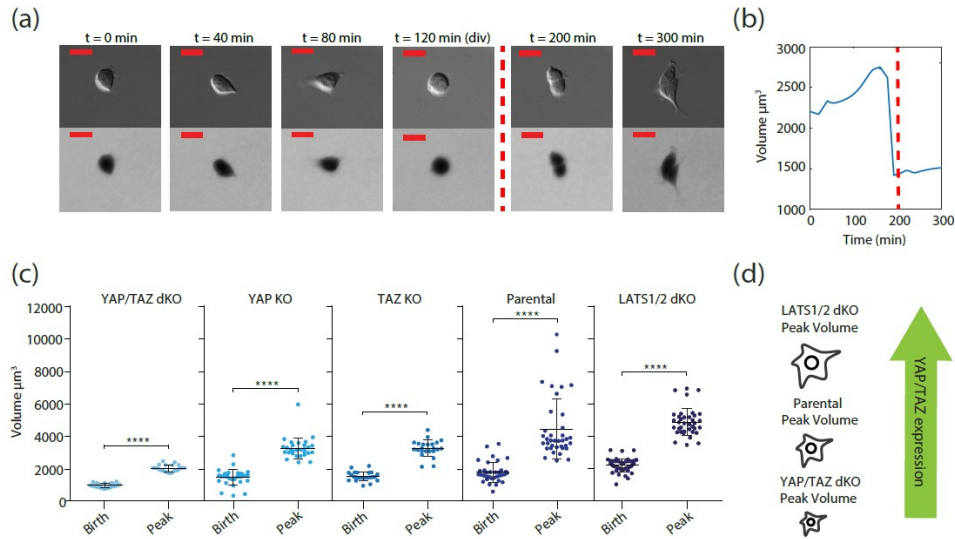 (a)
t = 0 min
t = 40 min
t = 80 min
t = 120 min (div)
t = 200 min
t = 300 min
(b)
3000
2500
2000
1500
1000
Volume µm³
0
100
200
300
Time (min)
(c)
YAP/TAZ dKO
YAP KO
TAZ KO
Parental
LATS1/2 dKO
12000
10000
8000
6000
4000
2000
0
Volume µm³
****
****
****
****
****
Birth
Peak
Birth
Peak
Birth
Peak
Birth
Peak
Birth
Peak
(d)
LATS1/2 dKO
Peak Volume
Parental
Peak Volume
YAP/TAZ dKO
Peak Volume
YAP/TAZ expression